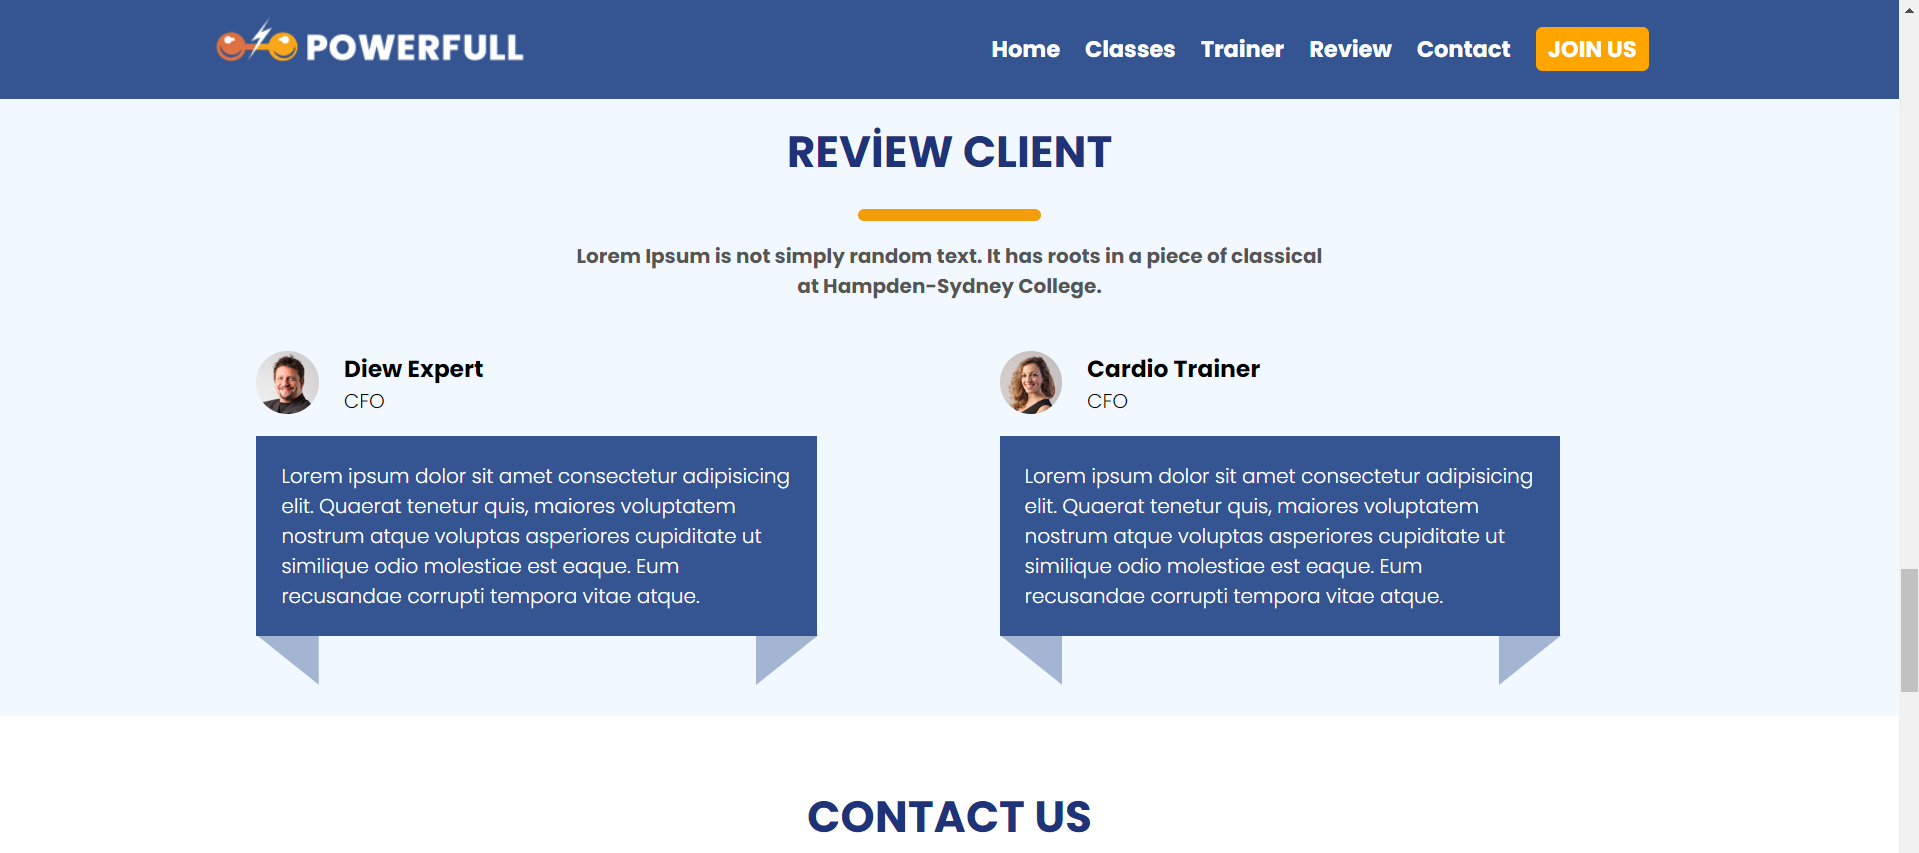 POWERFULL
Home Classes Trainer Review Contact JOIN US
REVİEW CLIENT
Lorem Ipsum is not simply random text. It has roots in a piece of classical
at Hampden-Sydney College.
Diew Expert
CFO
Lorem ipsum dolor sit amet consectetur adipisicing
elit. Quaerat tenetur quis, maiores voluptatem
nostrum atque voluptas asperiores cupiditate ut
similique odio molestiae est eaque. Eum
recusandae corrupti tempora vitae atque.
Cardio Trainer
CFO
Lorem ipsum dolor sit amet consectetur adipisicing
elit. Quaerat tenetur quis, maiores voluptatem
nostrum atque voluptas asperiores cupiditate ut
similique odio molestiae est eaque. Eum
recusandae corrupti tempora vitae atque.
CONTACT US